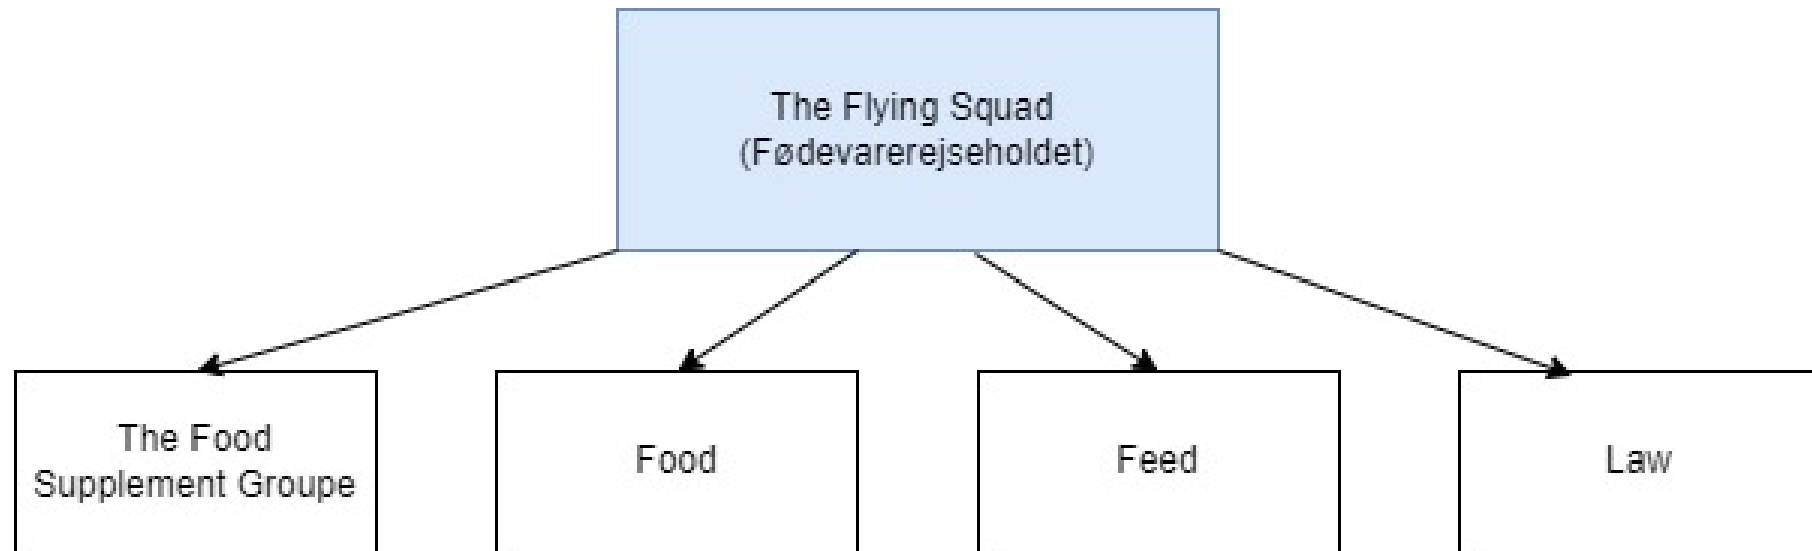 The Flying Squad
(Fødevarerejseholdet)
The Food
Supplement Groupe
Food
Feed
Law